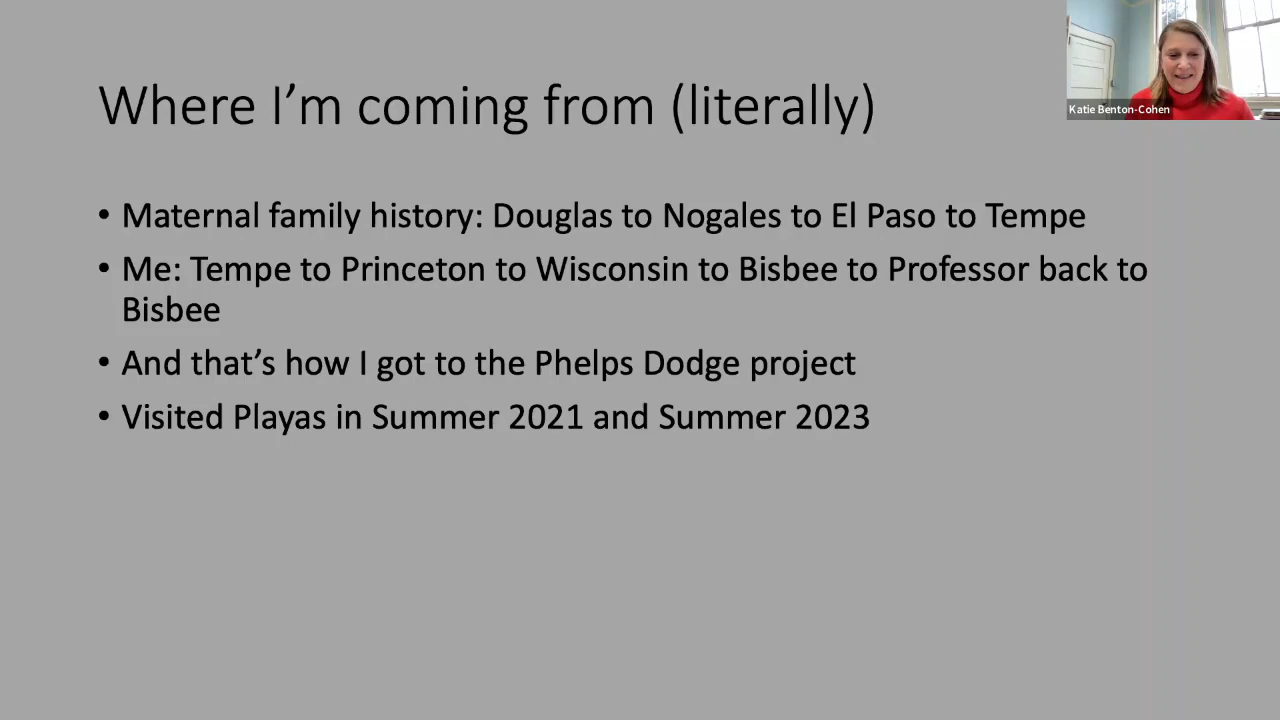 Where I’m coming from (literally)
Katie Benton-Cohen
• Maternal family history: Douglas to Nogales to El Paso to Tempe
• Me: Tempe to Princeton to Wisconsin to Bisbee to Professor back to
Bisbee
• And that’s how I got to the Phelps Dodge project
• Visited Playas in Summer 2021 and Summer 2023